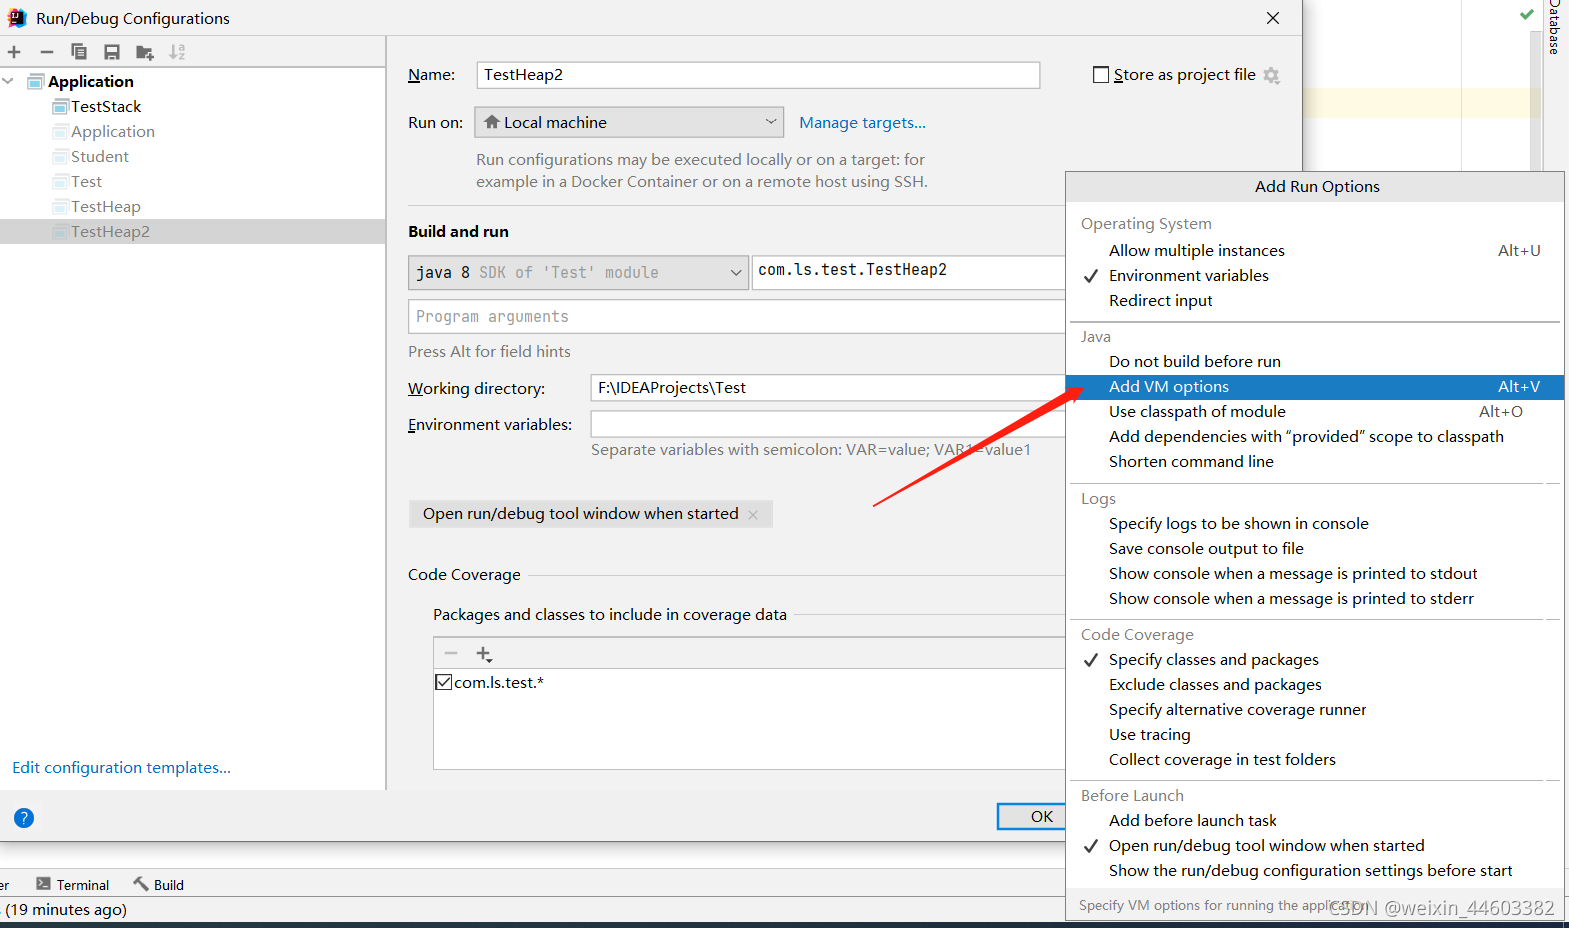 Run/Debug Configurations
Application
TestStack
Application
Student
Test
TestHeap
TestHeap2
Edit configuration templates...
Name: TestHeap2
Store as project file
Run on: Local machine
Manage targets...
Run configurations may be executed locally or on a target: for
example in a Docker Container or on a remote host using SSH.
Build and run
java 8 SDK of 'Test' module
com.ls.test.TestHeap2
Program arguments
Press Alt for field hints
Working directory: F:\IDEAProjects\Test
Environment variables:
Separate variables with semicolon: VAR=value; VAR1=value1
Open run/debug tool window when started
Code Coverage
Packages and classes to include in coverage data
com.ls.test.*
?
OK
Add Run Options
Operating System
Allow multiple instances Alt+U
Environment variables
Redirect input
Java
Do not build before run
Add VM options Alt+V
Use classpath of module Alt+O
Add dependencies with “provided” scope to classpath
Shorten command line
Logs
Specify logs to be shown in console
Save console output to file
Show console when a message is printed to stdout
Show console when a message is printed to stderr
Code Coverage
Specify classes and packages
Exclude classes and packages
Specify alternative coverage runner
Use tracing
Collect coverage in test folders
Before Launch
Add before launch task
Open run/debug tool window when started
Show the run/debug configuration settings before start
Specify VM options for running the application
CSDN @weixin_44603382
Database
er
Terminal
Build
(19 minutes ago)